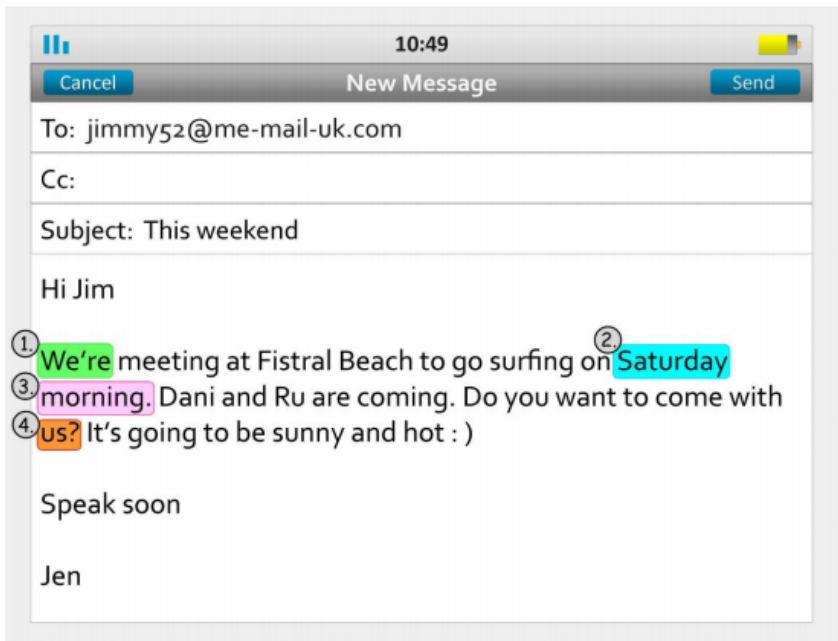 10:49
Cancel New Message Send
To: jimmy52@me-mail-uk.com
Cc:
Subject: This weekend
Hi Jim
1. 2.
We're meeting at Fistral Beach to go surfing on Saturday
3. morning. Dani and Ru are coming. Do you want to come with
4. us? It's going to be sunny and hot : )
Speak soon
Jen